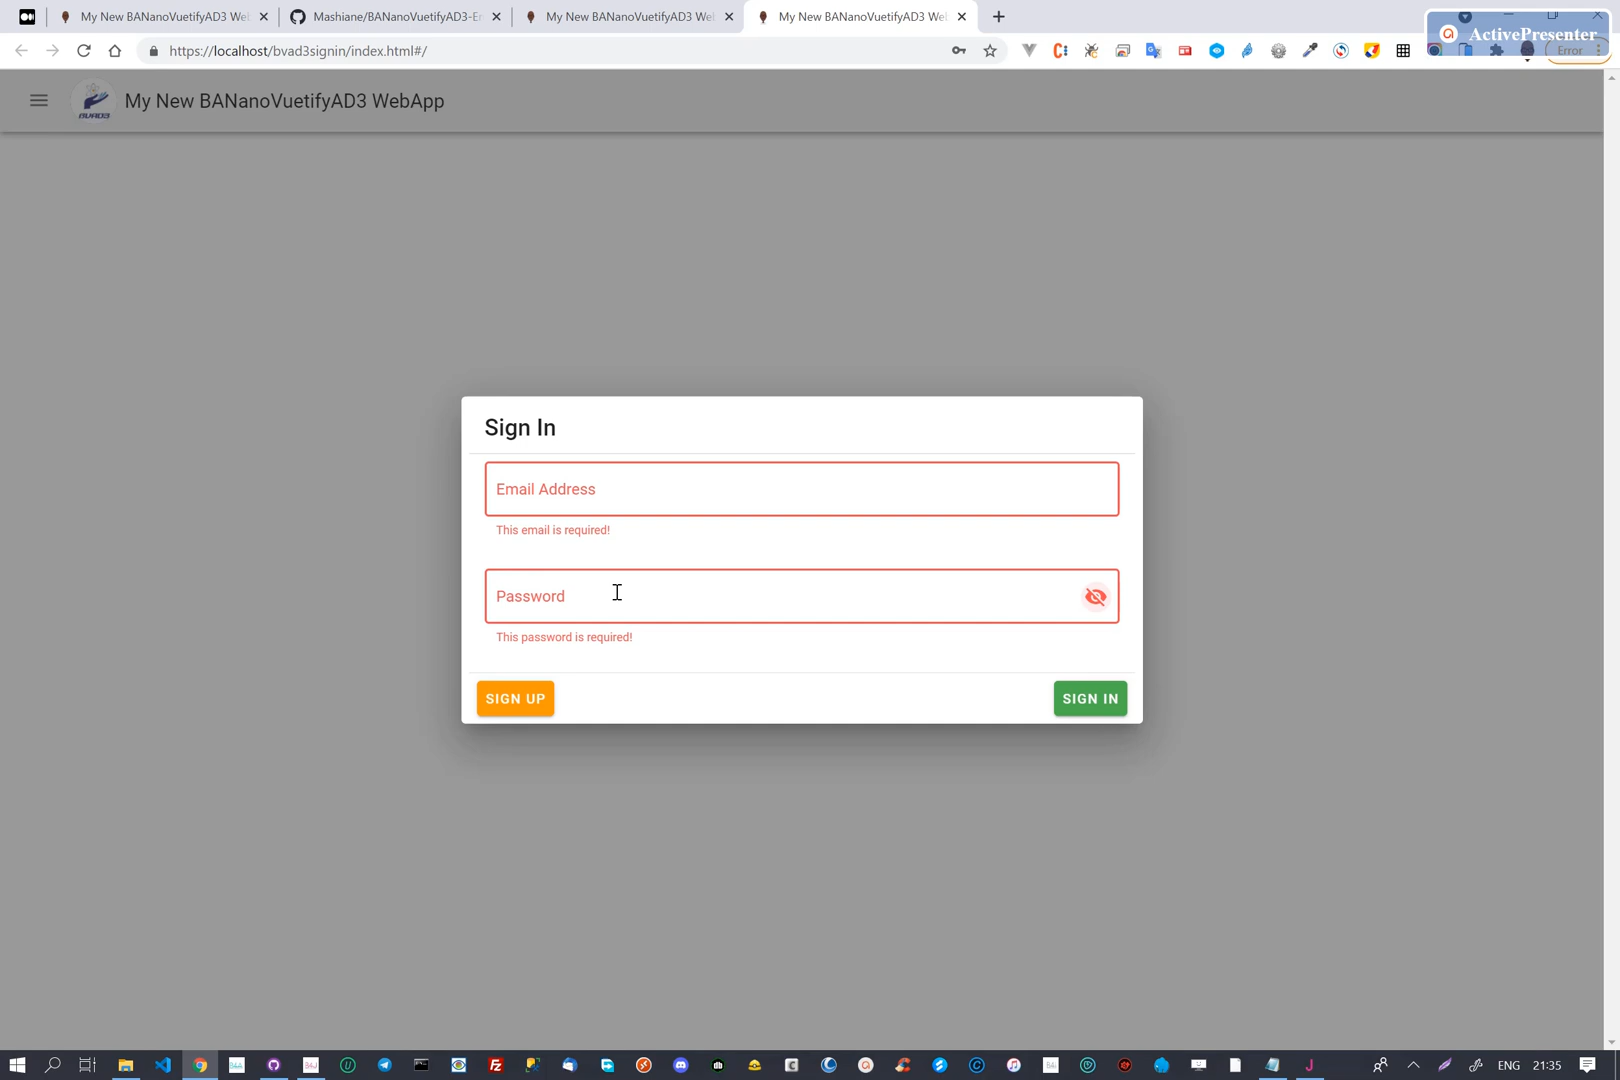 My New BANanoVuetifyAD3 We
Mashiane/BANanoVuetifyAD3-E
My New BANanoVuetifyAD3 We
My New BANanoVuetifyAD3 We
ActivePresenter
https://localhost/bvad3signin/index.html#/
Error
BVAD3
My New BANanoVuetifyAD3 WebApp
Sign In
Email Address
This email is required!
Password
This password is required!
SIGN UP
SIGN IN
ENG
21:35